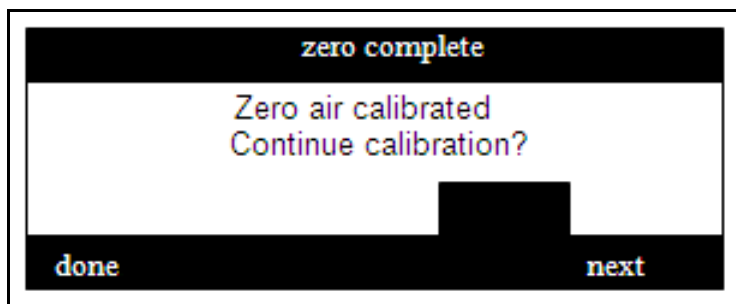 zero complete
Zero air calibrated
Continue calibration?
done next